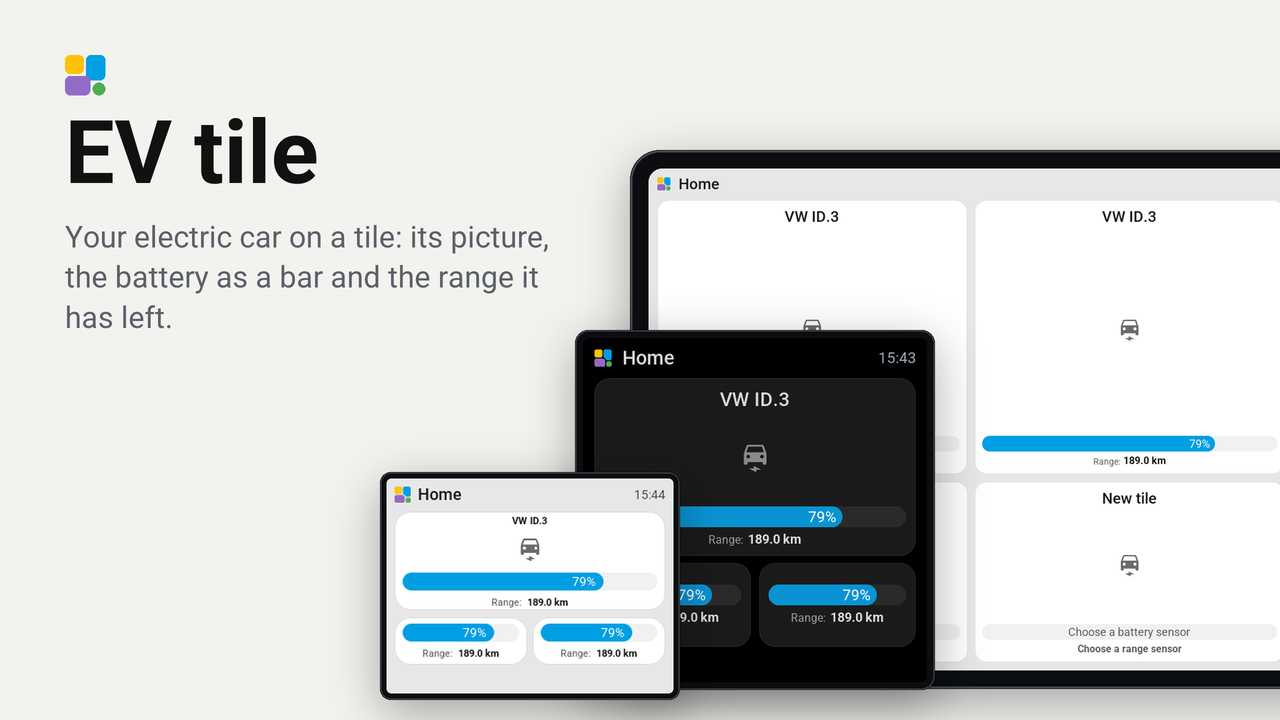 EV tile
Your electric car on a tile: its picture,
the battery as a bar and the range it
has left.
Home
VW ID.3
VW ID.3
79%
Range: 189.0 km
New tile
Choose a battery sensor
Choose a range sensor
Home 15:43
VW ID.3
79%
Range: 189.0 km
79%
9.0 km
79%
Range: 189.0 km
Home 15:44
VW ID.3
79%
Range: 189.0 km
79%
Range: 189.0 km
79%
Range: 189.0 km